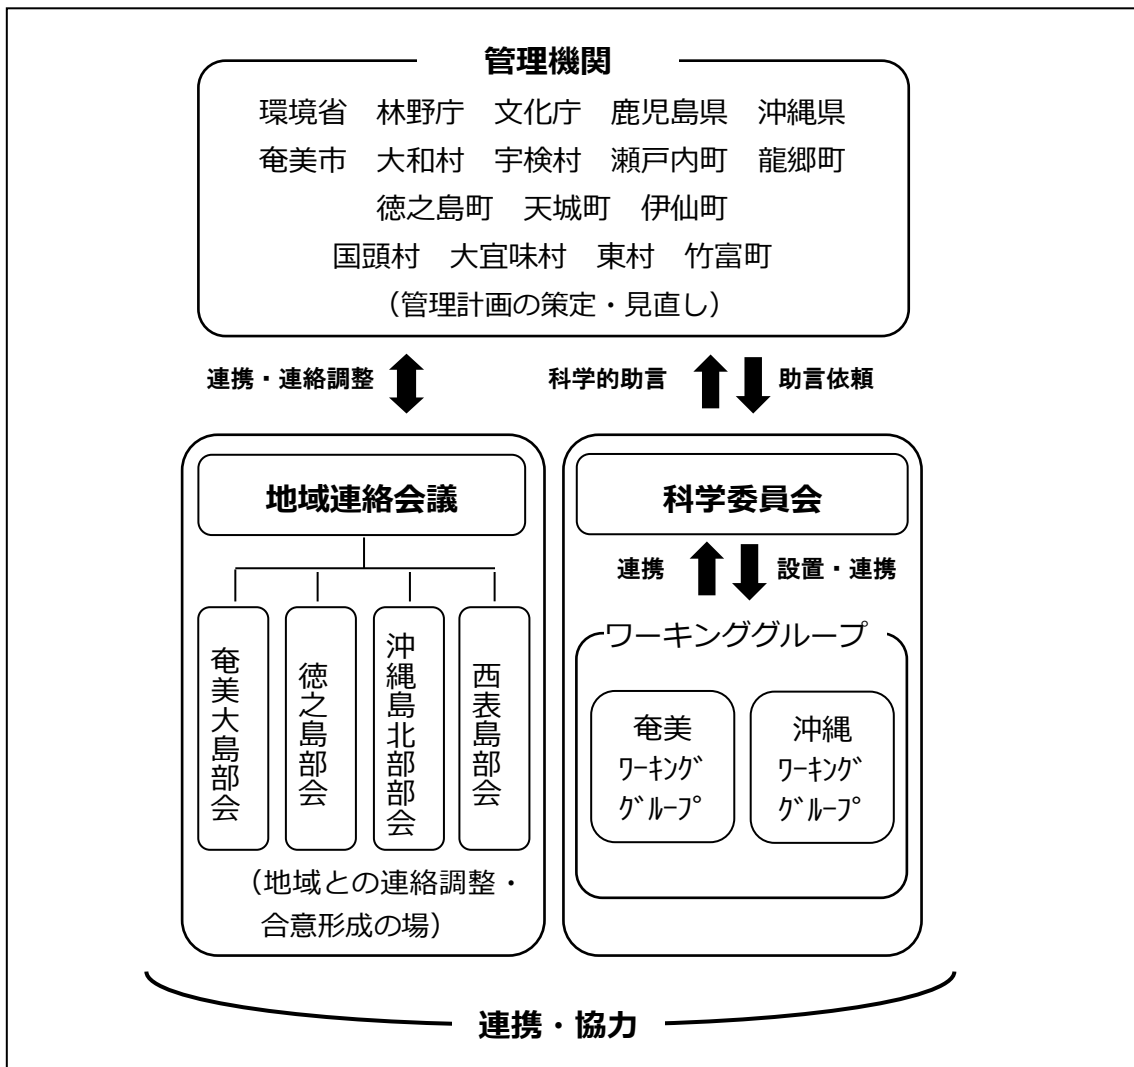 管理機関
環境省　林野庁　文化庁　鹿児島県　沖縄県
奄美市　大和村　宇検村　瀬戸内町　龍郷町
徳之島町　天城町　伊仙町
国頭村　大宜味村　東村　竹富町
（管理計画の策定・見直し）
連携・連絡調整
科学的助言
助言依頼
地域連絡会議
奄美大島部会
徳之島部会
沖縄島北部部会
西表島部会
（地域との連絡調整・
合意形成の場）
科学委員会
連携
設置・連携
ワーキンググループ
奄美
ﾜｰｷﾝｸﾞ
ｸﾞﾙｰﾌﾟ
沖縄
ﾜｰｷﾝｸﾞ
ｸﾞﾙｰﾌﾟ
連携・協力